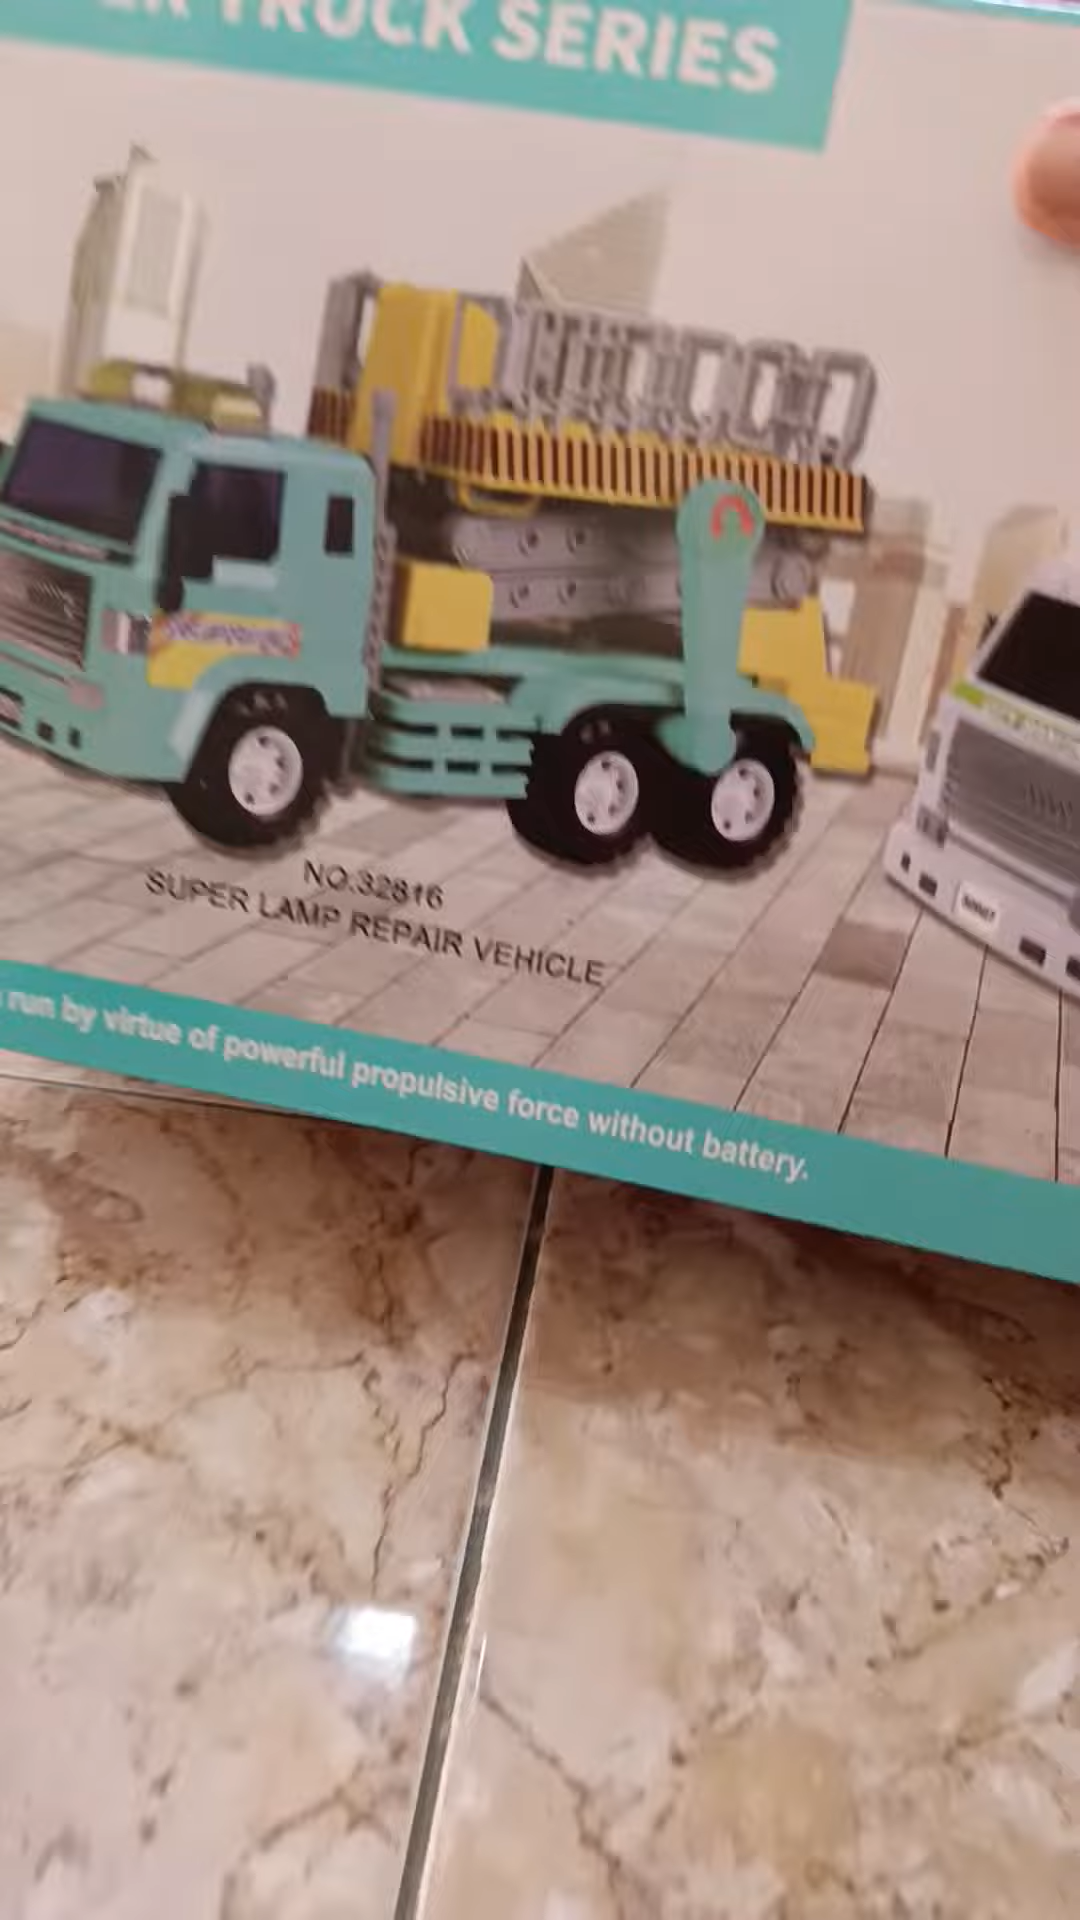 TRUCK SERIES
NO.32816
SUPER LAMP REPAIR VEHICLE
run by virtue of powerful propulsive force without battery.